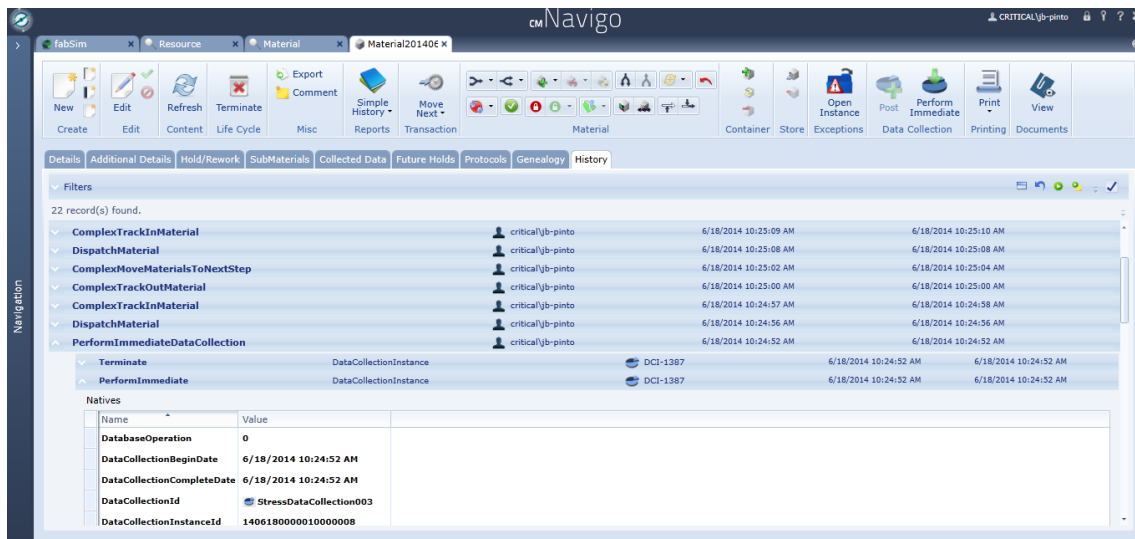 cmNavigo
CRITICAL\jb-pinto
fabSim x Resource x Material x Material20140€ x
New Edit Refresh Terminate Export Comment Simple History Move Next Open Instance Post Perform Immediate Print View
Create Edit Content Life Cycle Misc Reports Transaction Material Container Store Exceptions Data Collection Printing Documents
Details Additional Details Hold/Rework SubMaterials Collected Data Future Holds Protocols Genealogy History
Filters
22 record(s) found.
ComplexTrackInMaterial critical\jb-pinto 6/18/2014 10:25:09 AM 6/18/2014 10:25:10 AM
DispatchMaterial critical\jb-pinto 6/18/2014 10:25:08 AM 6/18/2014 10:25:08 AM
ComplexMoveMaterialsToNextStep critical\jb-pinto 6/18/2014 10:25:02 AM 6/18/2014 10:25:04 AM
ComplexTrackOutMaterial critical\jb-pinto 6/18/2014 10:25:00 AM 6/18/2014 10:25:00 AM
ComplexTrackInMaterial critical\jb-pinto 6/18/2014 10:24:57 AM 6/18/2014 10:24:58 AM
DispatchMaterial critical\jb-pinto 6/18/2014 10:24:56 AM 6/18/2014 10:24:56 AM
PerformImmediateDataCollection critical\jb-pinto 6/18/2014 10:24:52 AM 6/18/2014 10:24:52 AM
Terminate DataCollectionInstance DCI-1387 6/18/2014 10:24:52 AM 6/18/2014 10:24:52 AM
PerformImmediate DataCollectionInstance DCI-1387 6/18/2014 10:24:52 AM 6/18/2014 10:24:52 AM
Natives
Name Value
DatabaseOperation 0
DataCollectionBeginDate 6/18/2014 10:24:52 AM
DataCollectionCompleteDate 6/18/2014 10:24:52 AM
DataCollectionId StressDataCollection003
DataCollectionInstanceId 1406180000010000008
Navigation